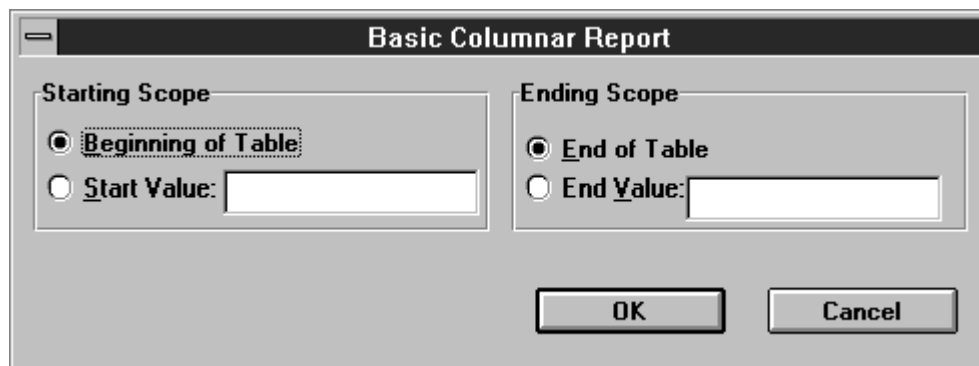 Basic Columnar Report
Starting Scope
Beginning of Table
Start Value:
Ending Scope
End of Table
End Value:
OK
Cancel